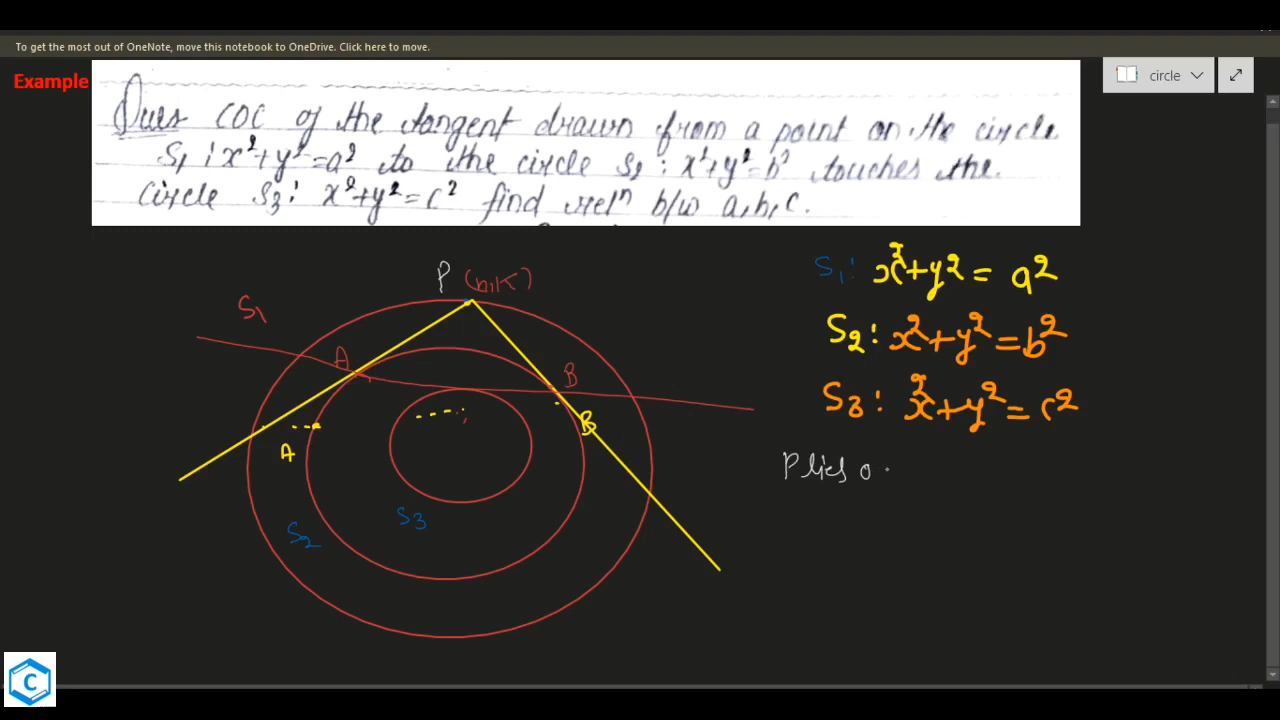 To get the most out of OneNote, move this notebook to OneDrive. Click here to move.
Example
circle
Ques COC of the tangent drawn from a point on the circle
S₁ : x²+y²=a² to the circle S₂ : x²+y²=b² touches the
circle S₃ : x²+y²=c² find relⁿ b/w a, b, c.
P (h,k)
S₁
A
B
A
B
S₂
S₃
S₁: x²+y² = a²
S₂: x²+y² = b²
S₃: x²+y² = c²
P lies o
C